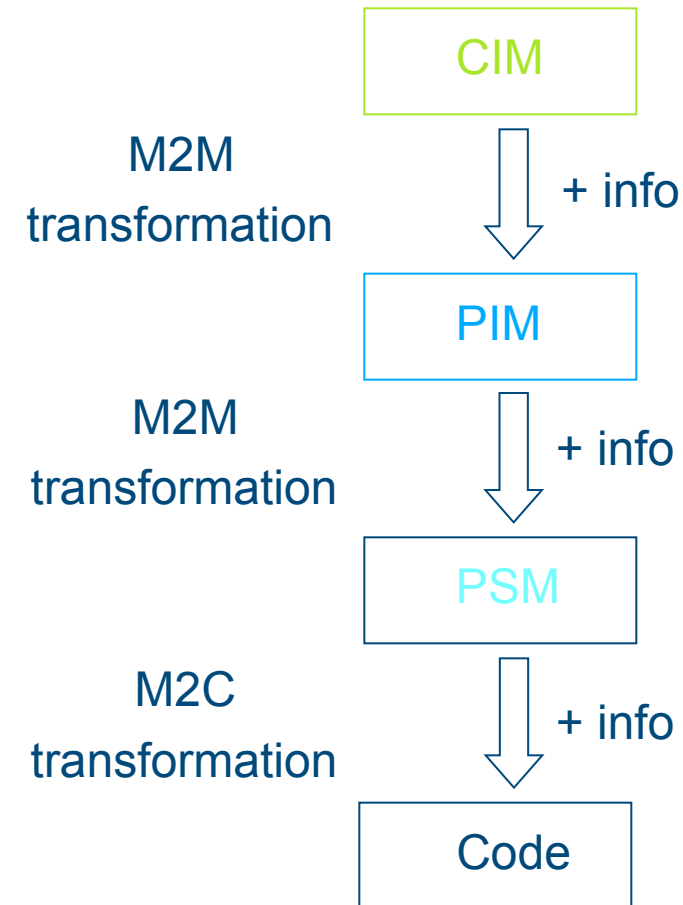 CIM
M2M
transformation
+ info
PIM
M2M
transformation
+ info
PSM
M2C
transformation
+ info
Code